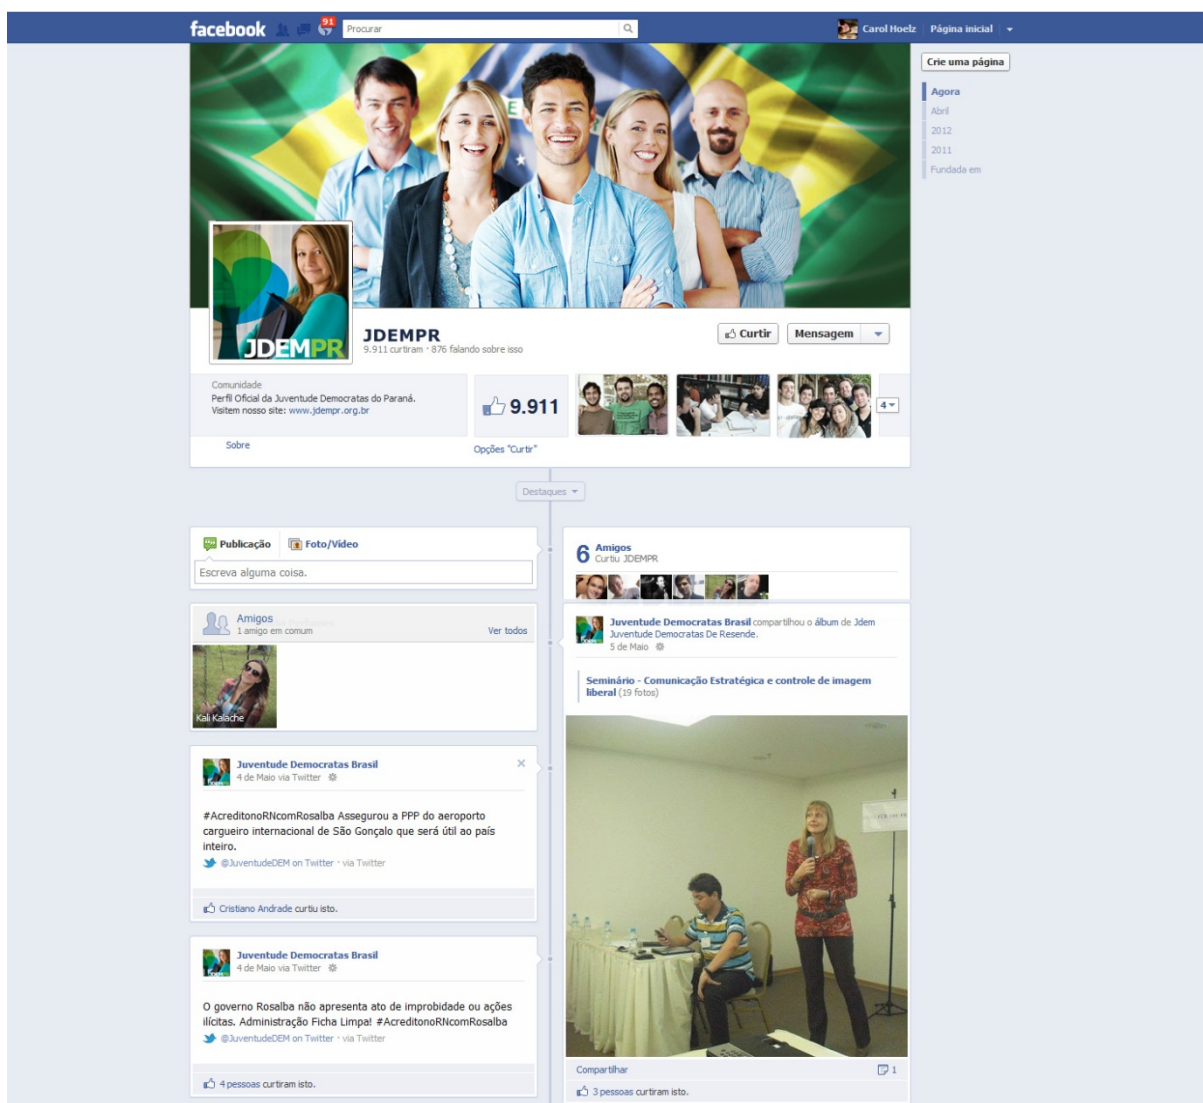 facebook
91
Procurar
Carol Hoelz
Página inicial
Crie uma página
Agora
Abril
2012
2011
Fundada em
JDEMPR
JDEMPR
9.911 curtiram · 876 falando sobre isso
Curtir
Mensagem
Comunidade
Perfil Oficial da Juventude Democratas do Paraná.
Visitem nosso site: www.jdempr.org.br
9.911
4
Sobre
Opções "Curtir"
Destaques
Publicação
Foto/Vídeo
Escreva alguma coisa.
Amigos
1 amigo em comum
Ver todos
Kali Kalache
Juventude Democratas Brasil
4 de Maio via Twitter
#AcreditonoRNcomRosalba Assegurou a PPP do aeroporto
cargueiro internacional de São Gonçalo que será útil ao país
inteiro.
@JuventudeDEM on Twitter · via Twitter
Cristiano Andrade curtiu isto.
Juventude Democratas Brasil
4 de Maio via Twitter
O governo Rosalba não apresenta ato de improbidade ou ações
ilícitas. Administração Ficha Limpa! #AcreditonoRNcomRosalba
@JuventudeDEM on Twitter · via Twitter
4 pessoas curtiram isto.
6 Amigos
Curtiu JDEMPR
Juventude Democratas Brasil compartilhou o álbum de Jdem
Juventude Democratas De Resende.
5 de Maio
Seminário - Comunicação Estratégica e controle de imagem
liberal (19 fotos)
Compartilhar
1
3 pessoas curtiram isto.